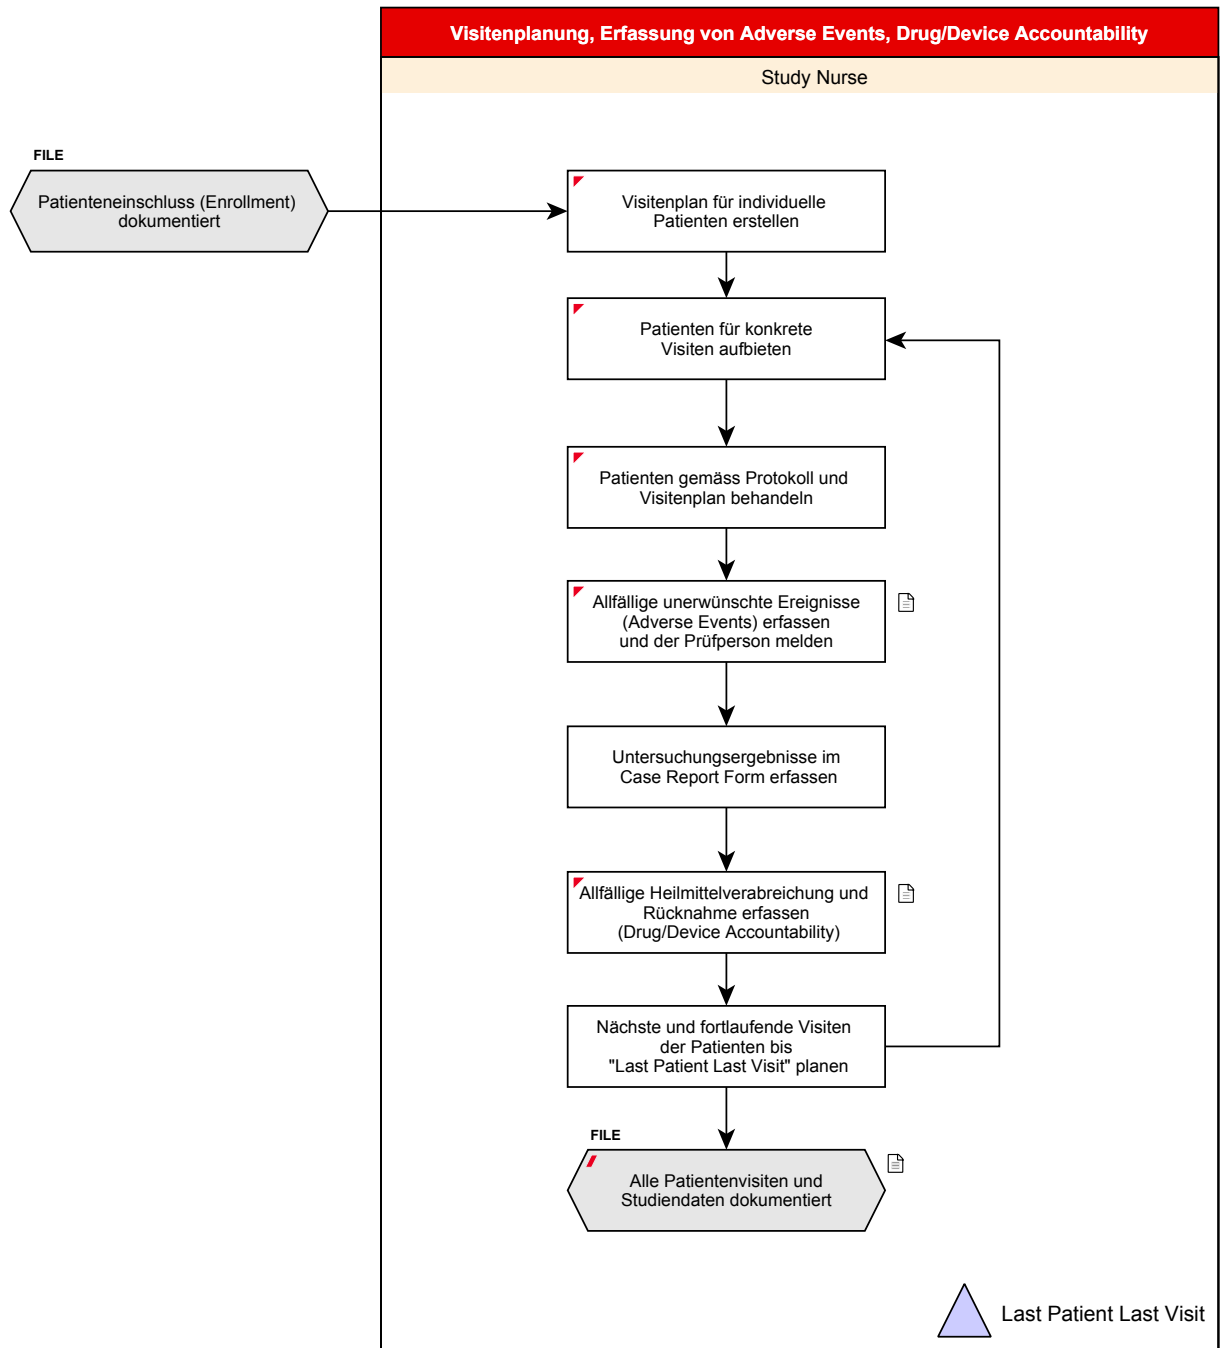 Visitenplanung, Erfassung von Adverse Events, Drug/Device Accountability
Study Nurse
FILE
Patienteneinschluss (Enrollment)
dokumentiert
Visitenplan für individuelle
Patienten erstellen
Patienten für konkrete
Visiten aufbieten
Patienten gemäss Protokoll und
Visitenplan behandeln
Allfällige unerwünschte Ereignisse
(Adverse Events) erfassen
und der Prüfperson melden
Untersuchungsergebnisse im
Case Report Form erfassen
Allfällige Heilmittelverabreichung und
Rücknahme erfassen
(Drug/Device Accountability)
Nächste und fortlaufende Visiten
der Patienten bis
"Last Patient Last Visit" planen
FILE
Alle Patientenvisiten und
Studiendaten dokumentiert
Last Patient Last Visit